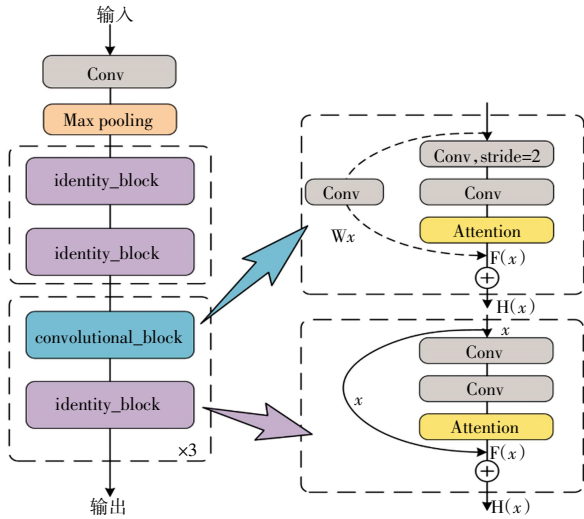 输入
Conv
Max pooling
identity_block
identity_block
convolutional_block
identity_block
×3
输出
Conv,stride=2
Conv
Conv
Wx
Attention
F(x)
H(x)
x
Conv
Conv
x
Attention
F(x)
H(x)